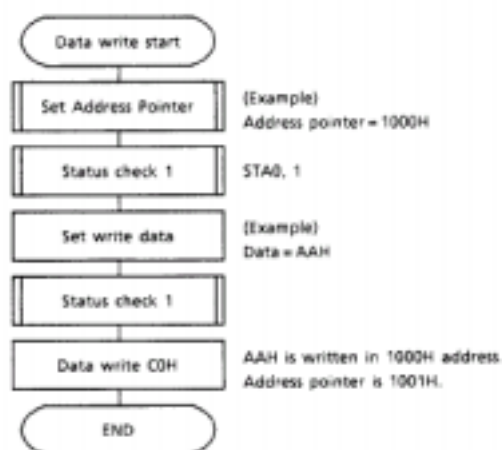 Data write start
Set Address Pointer
(Example)
Address pointer = 1000H
Status check 1
STA0, 1
Set write data
(Example)
Data = AAH
Status check 1
Data write C0H
AAH is written in 1000H address
Address pointer is 1001H.
END